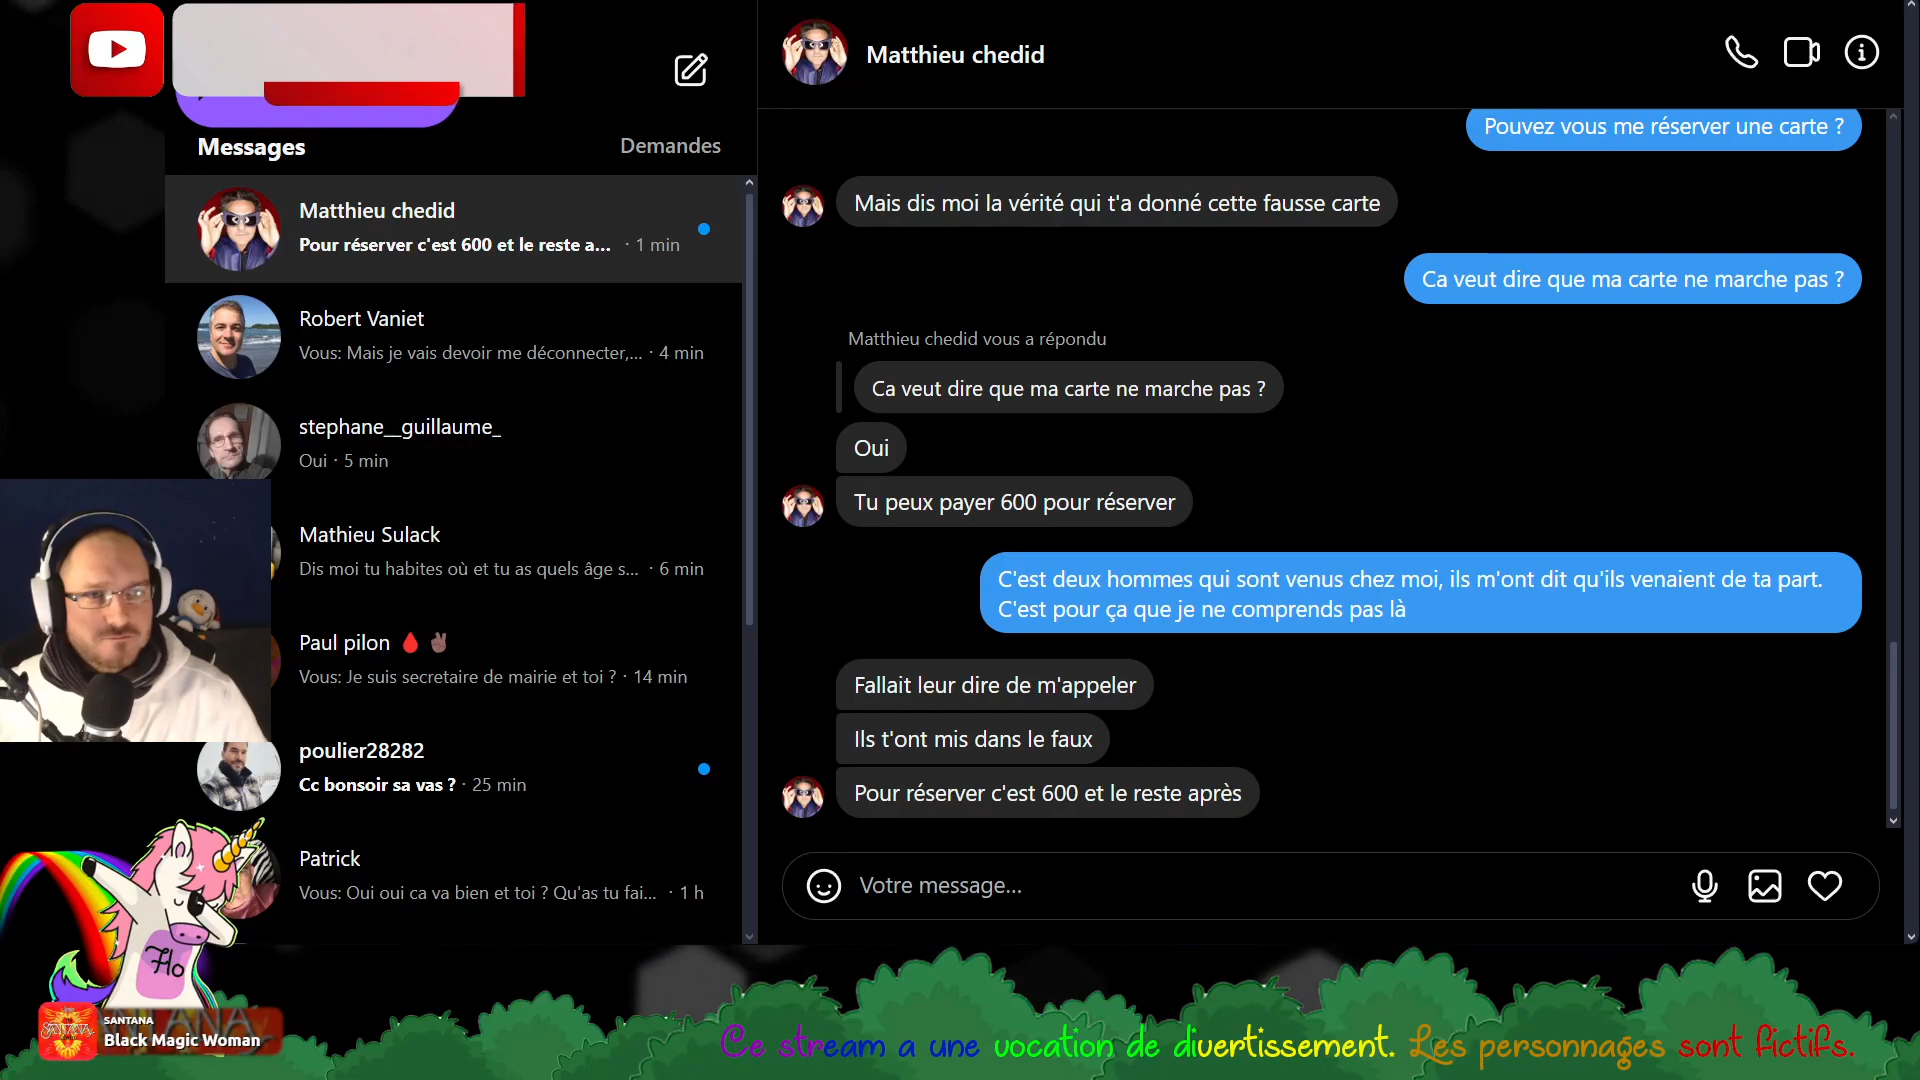 Messages
Demandes
Matthieu chedid
Pour réserver c'est 600 et le reste a... · 1 min
Robert Vaniet
Vous: Mais je vais devoir me déconnecter,... · 4 min
stephane__guillaume_
Oui · 5 min
Mathieu Sulack
Dis moi tu habites où et tu as quels âge s... · 6 min
Paul pilon 🩸 ✌🏿
Vous: Je suis secretaire de mairie et toi ? · 14 min
poulier28282
Cc bonsoir sa vas ? · 25 min
Patrick
Vous: Oui oui ca va bien et toi ? Qu'as tu fai... · 1 h
Flo
SANTANA
Black Magic Woman
Matthieu chedid
Pouvez vous me réserver une carte ?
Mais dis moi la vérité qui t'a donné cette fausse carte
Ca veut dire que ma carte ne marche pas ?
Matthieu chedid vous a répondu
Ca veut dire que ma carte ne marche pas ?
Oui
Tu peux payer 600 pour réserver
C'est deux hommes qui sont venus chez moi, ils m'ont dit qu'ils venaient de ta part.
C'est pour ça que je ne comprends pas là
Fallait leur dire de m'appeler
Ils t'ont mis dans le faux
Pour réserver c'est 600 et le reste après
Votre message...
Ce stream a une vocation de divertissement. Les personnages sont fictifs.